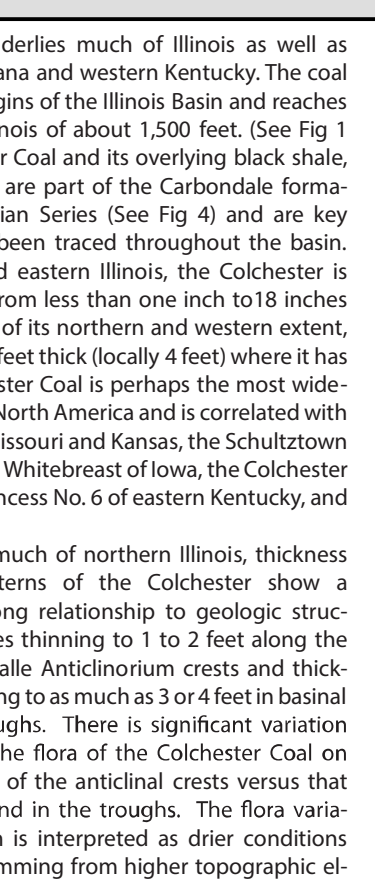 derlies much of Illinois as well as
ana and western Kentucky. The coal
gins of the Illinois Basin and reaches
inois of about 1,500 feet. (See Fig 1
r Coal and its overlying black shale,
are part of the Carbondale forma-
ian Series (See Fig 4) and are key
been traced throughout the basin.
d eastern Illinois, the Colchester is
rom less than one inch to18 inches
of its northern and western extent,
feet thick (locally 4 feet) where it has
ster Coal is perhaps the most wide-
North America and is correlated with
issouri and Kansas, the Schultztown
Whitebreast of Iowa, the Colchester
ncess No. 6 of eastern Kentucky, and
much of northern Illinois, thickness
terns of the Colchester show a
ong relationship to geologic struc-
es thinning to 1 to 2 feet along the
alle Anticlinorium crests and thick-
ng to as much as 3 or 4 feet in basinal
ughs. There is significant variation
he flora of the Colchester Coal on
of the anticlinal crests versus that
nd in the troughs. The flora varia-
n is interpreted as drier conditions
mming from higher topographic el-